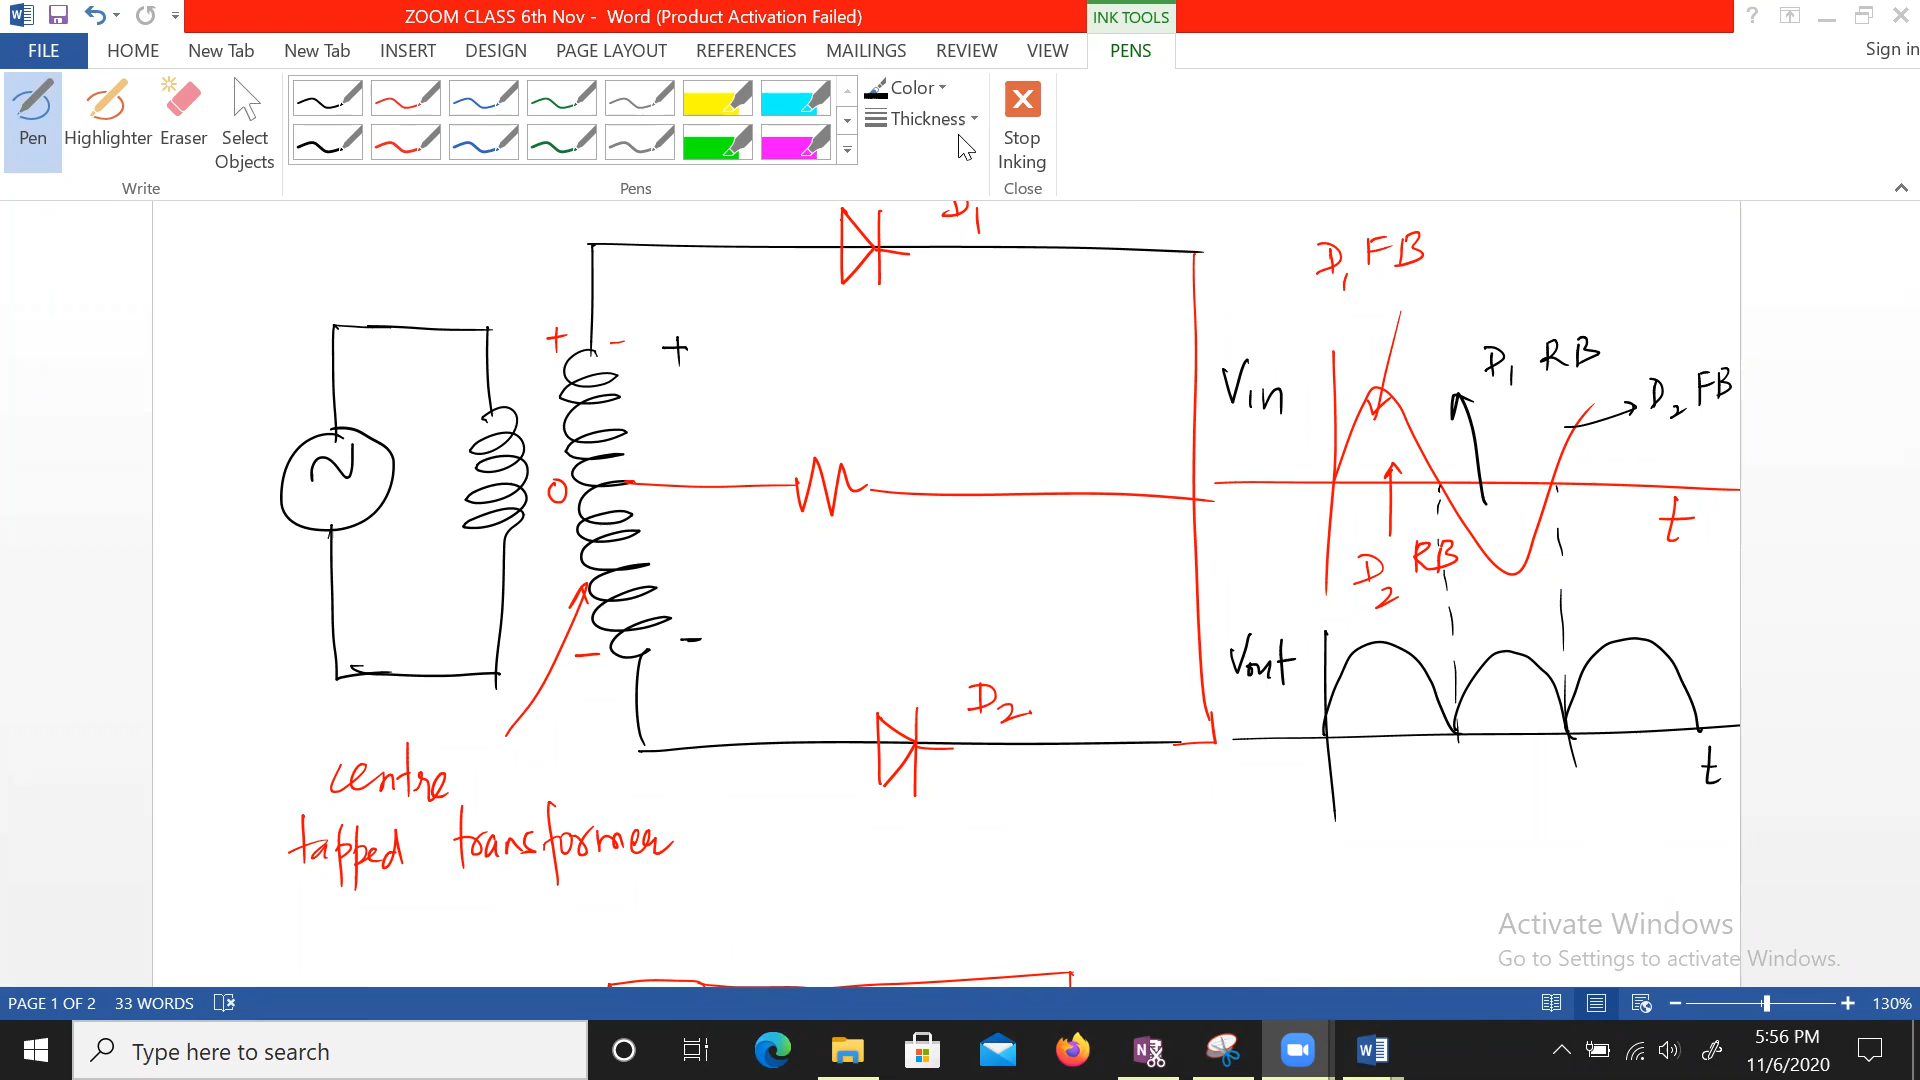 ZOOM CLASS 6th Nov - Word (Product Activation Failed)
INK TOOLS
?
FILE
HOME
New Tab
New Tab
INSERT
DESIGN
PAGE LAYOUT
REFERENCES
MAILINGS
REVIEW
VIEW
PENS
Sign in
Pen
Highlighter
Eraser
Select
Objects
Color
Thickness
Stop
Inking
Write
Pens
Close
D1
D1 FB
+ -
+
Vin
D1 RB
D2 FB
0
t
D2 RB
- -
Vout
D2
t
centre
tapped transformer
Activate Windows
Go to Settings to activate Windows.
PAGE 1 OF 2
33 WORDS
- +
130%
Type here to search
N
W
5:56 PM
11/6/2020